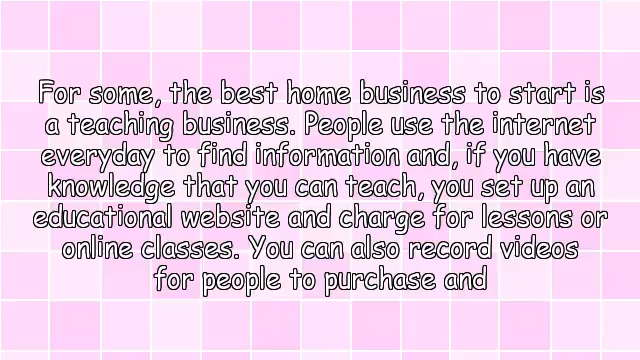 For some, the best home business to start is
a teaching business. People use the internet
everyday to find information and, if you have
knowledge that you can teach, you set up an
educational website and charge for lessons or
online classes. You can also record videos
for people to purchase and